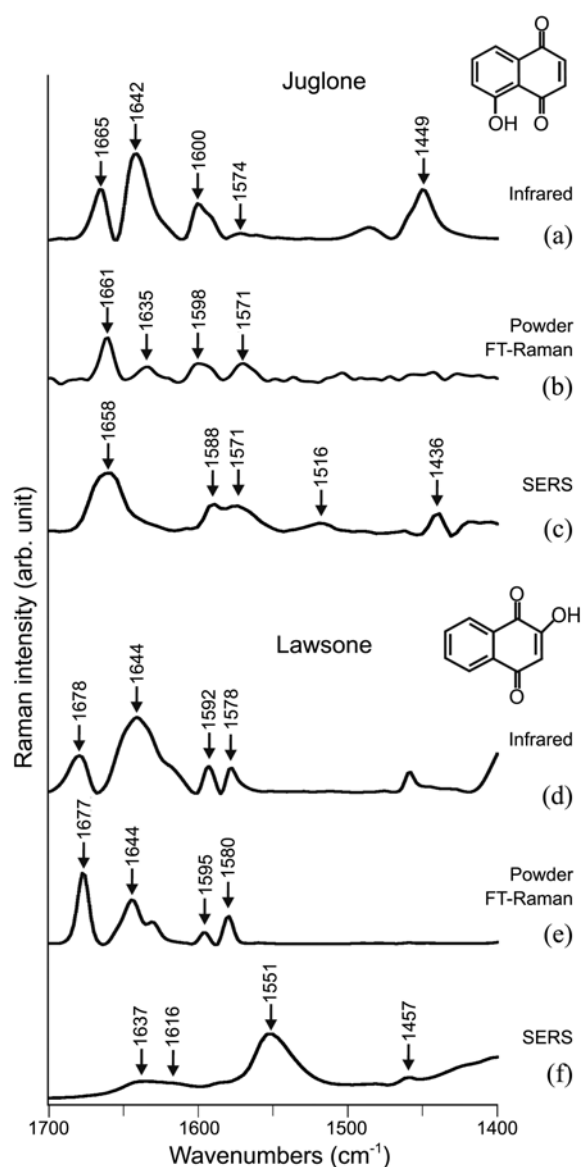 Juglone
O
OH
O
1665
1642
1600
1574
1449
Infrared
(a)
1661
1635
1598
1571
Powder
FT-Raman
(b)
1658
1588
1571
1516
1436
SERS
(c)
Raman intensity (arb. unit)
Lawsone
O
OH
O
1678
1644
1592
1578
Infrared
(d)
1677
1644
1595
1580
Powder
FT-Raman
(e)
1637
1616
1551
1457
SERS
(f)
1700
1600
1500
1400
Wavenumbers (cm-1)